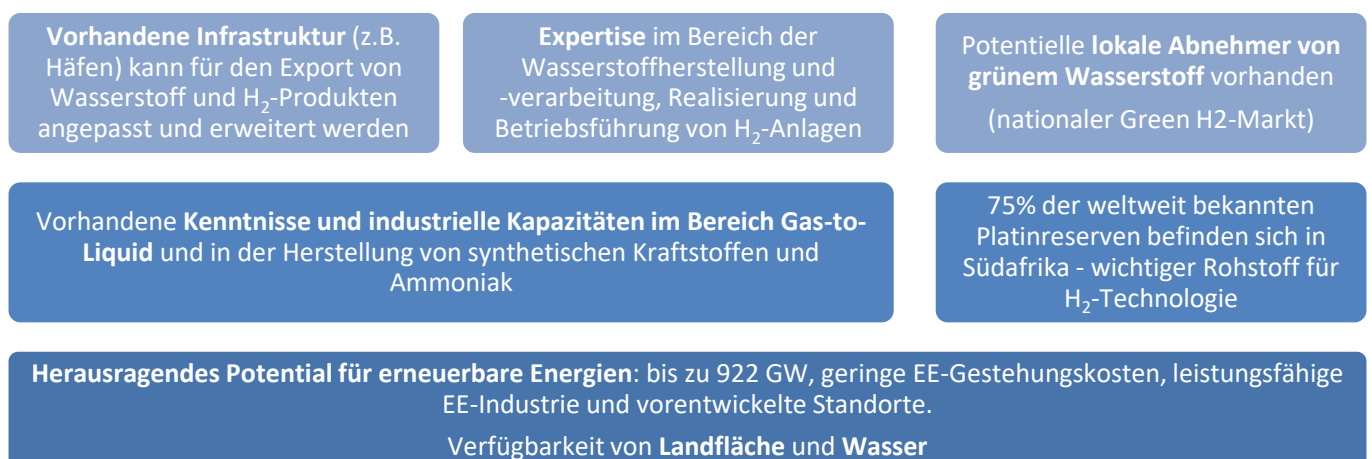 Vorhandene Infrastruktur (z.B.
Häfen) kann für den Export von
Wasserstoff und H₂-Produkten
angepasst und erweitert werden
Expertise im Bereich der
Wasserstoffherstellung und
-verarbeitung, Realisierung und
Betriebsführung von H₂-Anlagen
Potentielle lokale Abnehmer von
grünem Wasserstoff vorhanden
(nationaler Green H2-Markt)
Vorhandene Kenntnisse und industrielle Kapazitäten im Bereich Gas-to-
Liquid und in der Herstellung von synthetischen Kraftstoffen und
Ammoniak
75% der weltweit bekannten
Platinreserven befinden sich in
Südafrika - wichtiger Rohstoff für
H₂-Technologie
Herausragendes Potential für erneuerbare Energien: bis zu 922 GW, geringe EE-Gestehungskosten, leistungsfähige
EE-Industrie und vorentwickelte Standorte.
Verfügbarkeit von Landfläche und Wasser